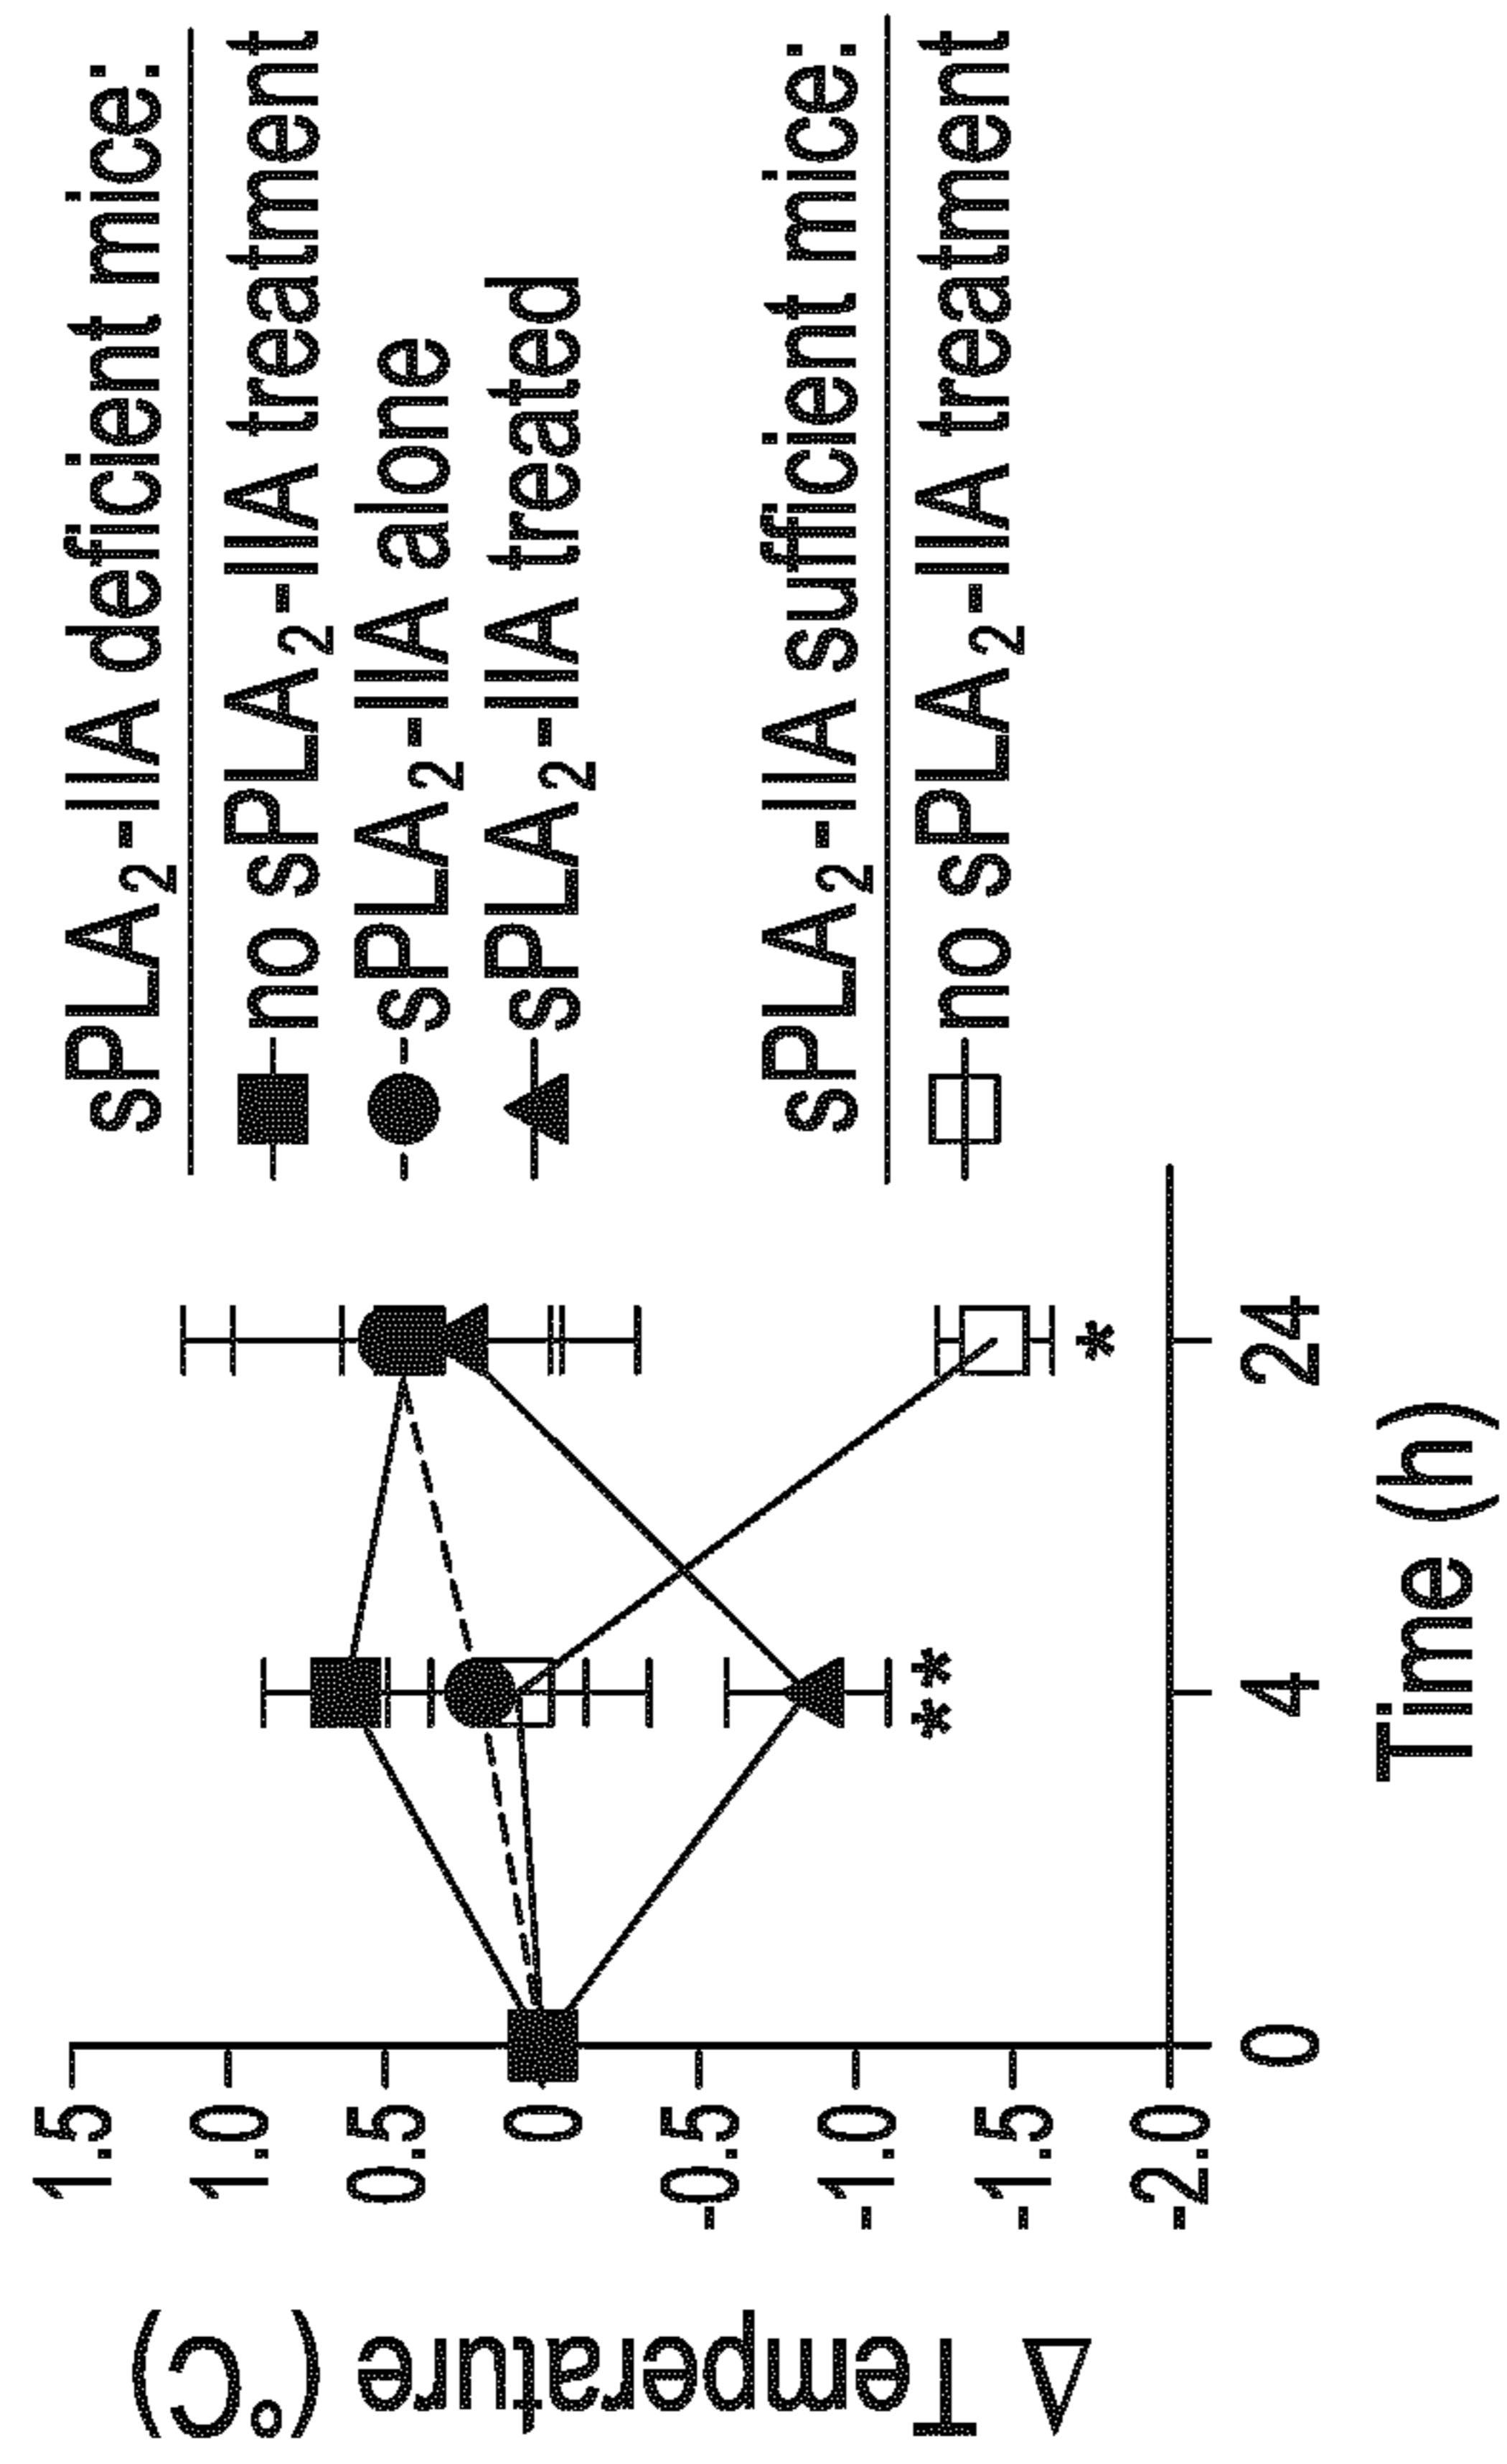 Δ Temperature (°C)
1.5
1.0
0.5
0
-0.5
-1.0
-1.5
-2.0
0
4
24
Time (h)
**
*
sPLA₂-IIA deficient mice:
no sPLA₂-IIA treatment
sPLA₂-IIA alone
sPLA₂-IIA treated
sPLA₂-IIA sufficient mice:
no sPLA₂-IIA treatment